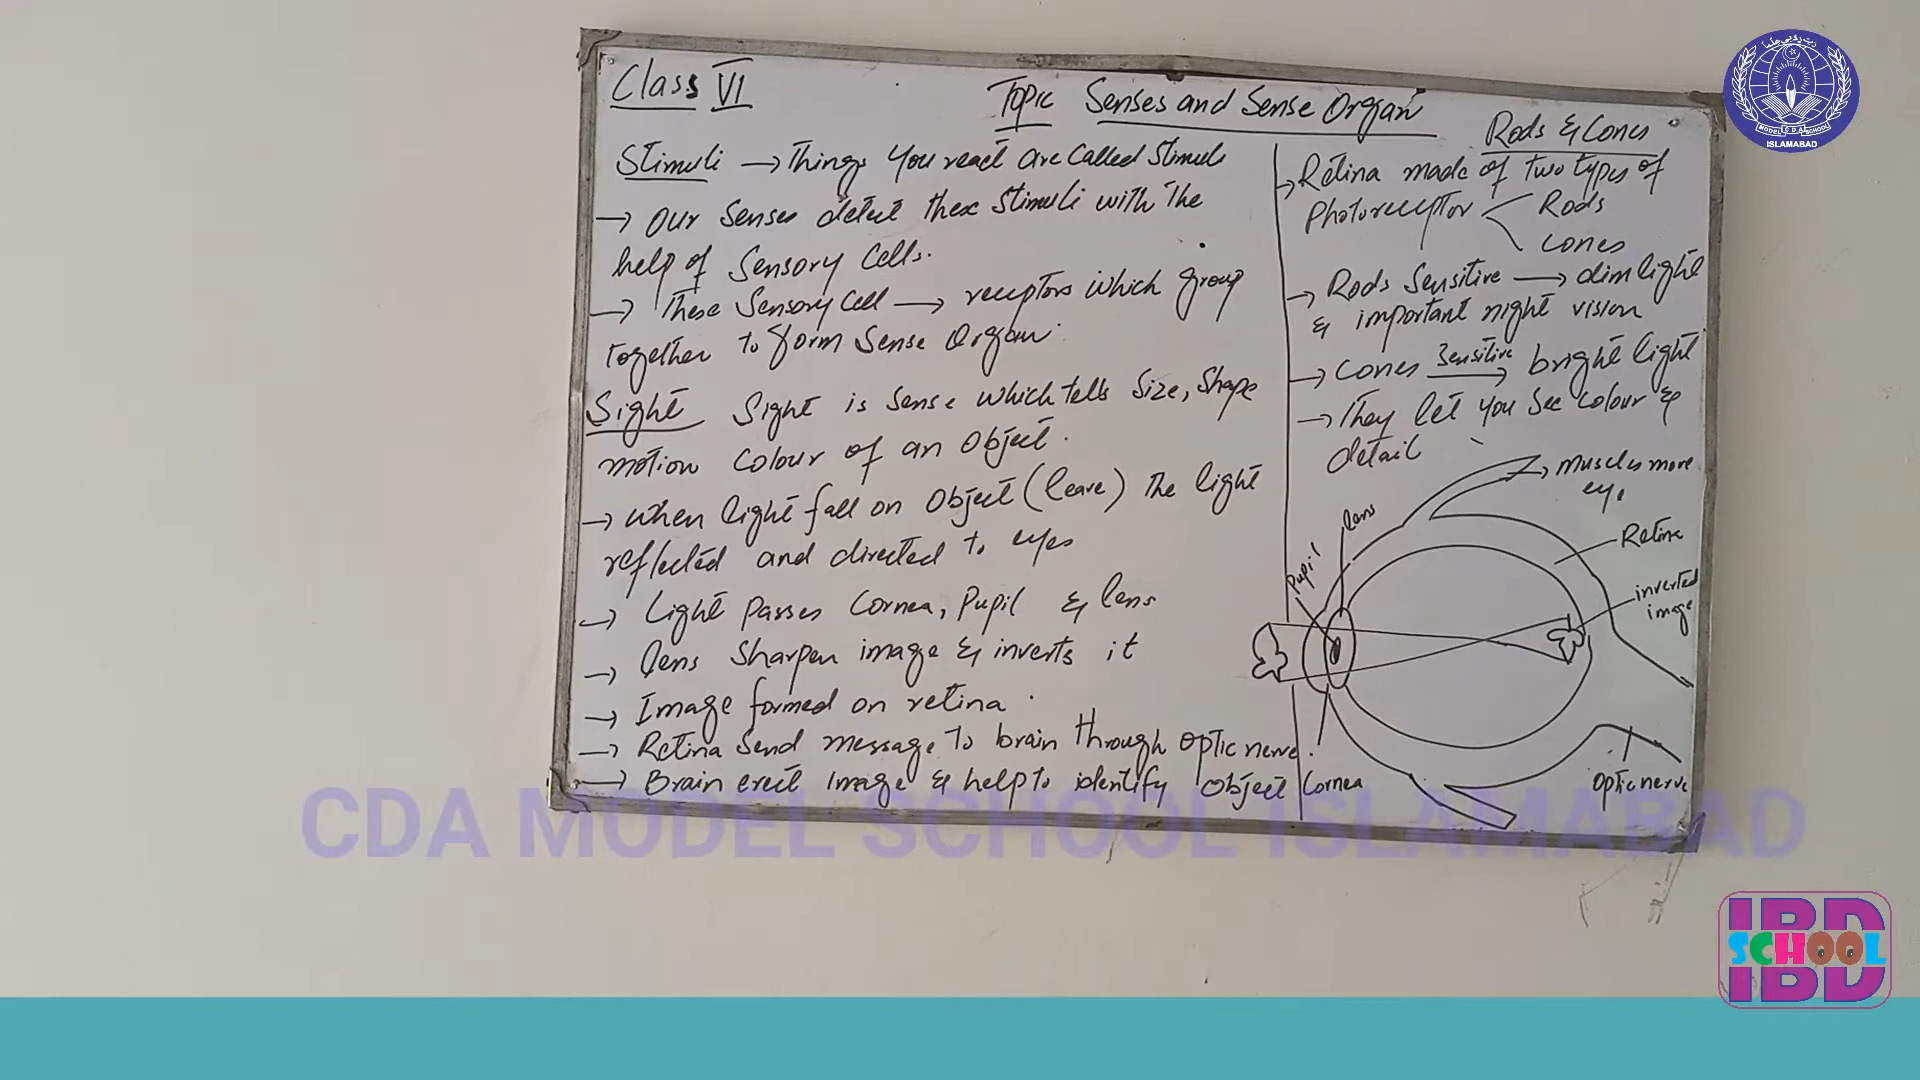 Class VI
Topic Senses and Sense Organ
Stimuli → Things you react are called Stimuli
→ Our Senses detect these Stimuli with the
help of Sensory Cells.
→ These Sensory Cell → receptors which group
together to form Sense Organ.
Sight Sight is sense which tells size, shape
motion colour of an object.
→ when light fall on object (leave) the light
reflected and directed to eyes
→ Light passes Cornea, Pupil & lens
→ lens sharpen image & inverts it
→ Image formed on retina.
→ Retina send message to brain through optic nerve.
→ Brain erect image & help to identify object
Rods & Cones
→ Retina made of two types of
Photoreceptor Rods
Cones
→ Rods Sensitive → dim light
& important night vision
→ Cones Sensitive → bright light
→ They let you see colour &
detail
muscles move
eye
lens
Pupil
Retina
inverted
image
Cornea
Optic nerve
MODEL CDA SCHOOL
ISLAMABAD
CDA MODEL SCHOOL ISLAMABAD
IBD
SCHOOL
IBD